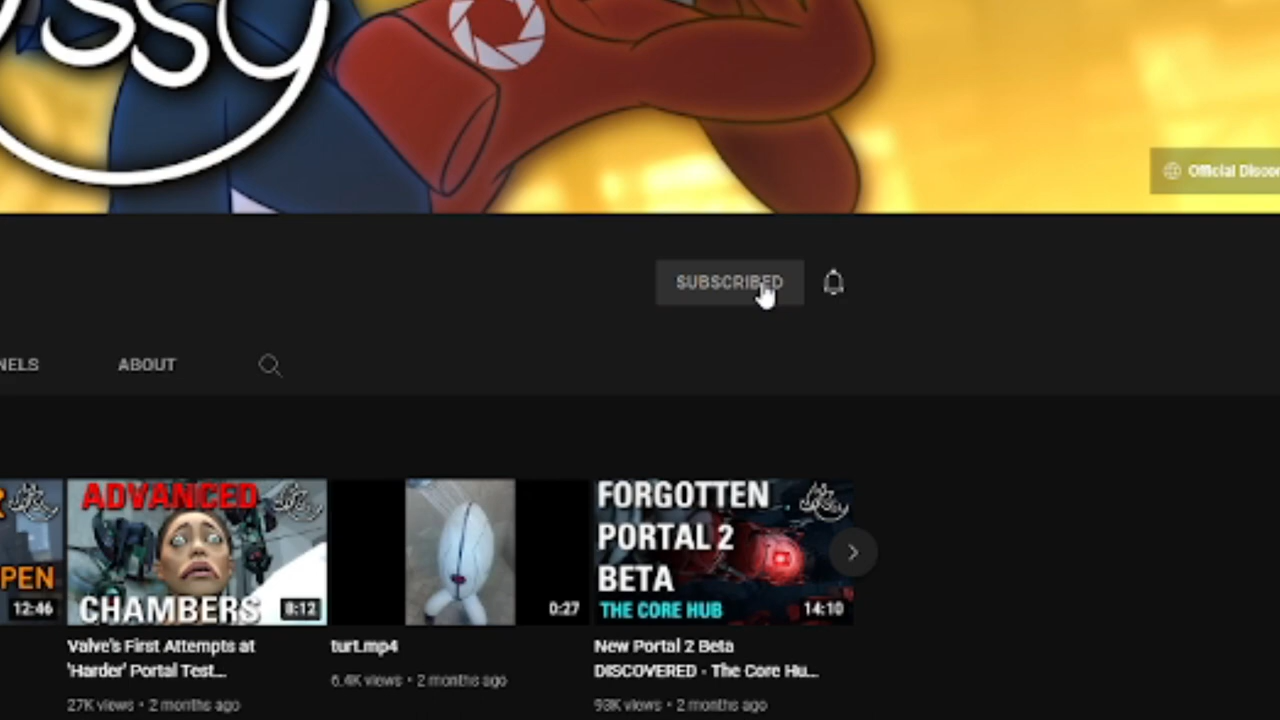 ssy
Official Discor
SUBSCRIBED
NELS
ABOUT
PEN
12:46
ADVANCED
CHAMBERS
8:12
0:27
FORGOTTEN
PORTAL 2
BETA
THE CORE HUB
14:10
Valve's First Attempts at
'Harder' Portal Test...
27K views • 2 months ago
turt.mp4
6.4K views • 2 months ago
New Portal 2 Beta
DISCOVERED - The Core Hu...
93K views • 2 months ago